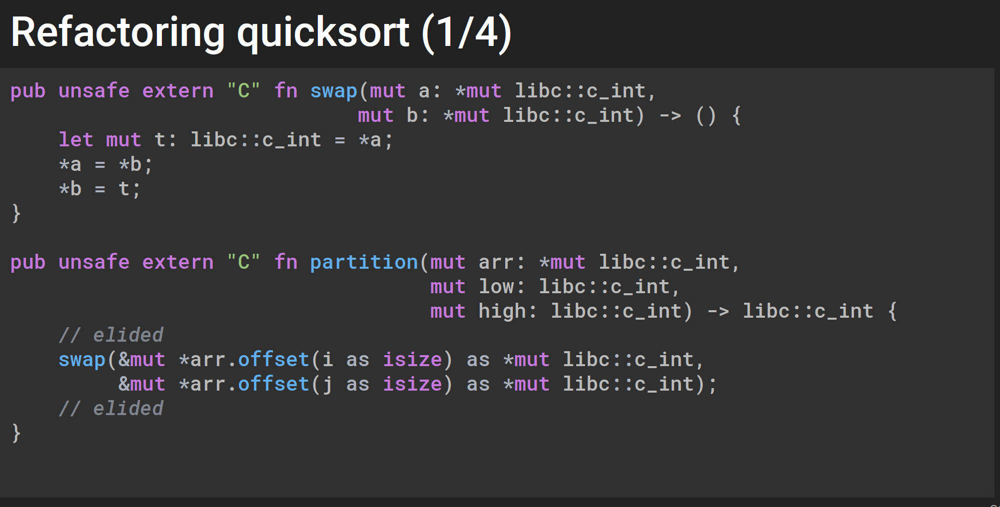 Refactoring quicksort (1/4)
pub unsafe extern "C" fn swap(mut a: *mut libc::c_int,
                             mut b: *mut libc::c_int) -> () {
    let mut t: libc::c_int = *a;
    *a = *b;
    *b = t;
}

pub unsafe extern "C" fn partition(mut arr: *mut libc::c_int,
                                   mut low: libc::c_int,
                                   mut high: libc::c_int) -> libc::c_int {
    // elided
    swap(&mut *arr.offset(i as isize) as *mut libc::c_int,
         &mut *arr.offset(j as isize) as *mut libc::c_int);
    // elided
}